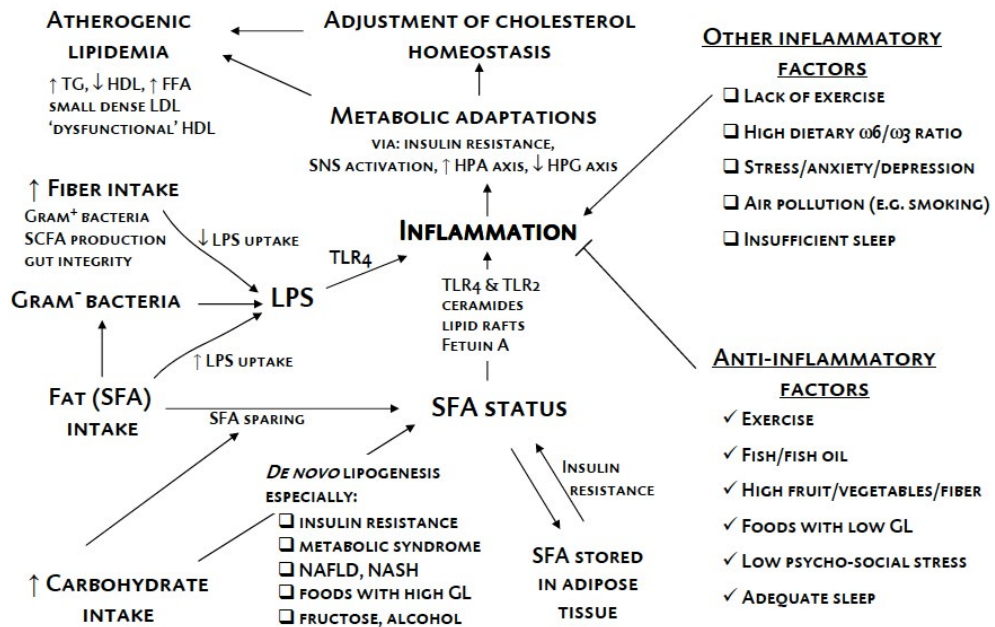 Atherogenic
lipidemia
↑ TG, ↓ HDL, ↑ FFA
small dense LDL
'dysfunctional' HDL
Adjustment of cholesterol
homeostasis
Metabolic adaptations
via: insulin resistance,
SNS activation, ↑ HPA axis, ↓ HPG axis
Other inflammatory
factors
❑ Lack of exercise
❑ High dietary ω6/ω3 ratio
❑ Stress/anxiety/depression
❑ Air pollution (e.g. smoking)
❑ Insufficient sleep
↑ Fiber intake
Gram⁺ bacteria
SCFA production
gut integrity
↓ LPS uptake
Inflammation
TLR4
Gram⁻ bacteria
LPS
TLR4 & TLR2
ceramides
lipid rafts
Fetuin A
↑ LPS uptake
Fat (SFA)
intake
SFA sparing
SFA status
Anti-inflammatory
factors
✓ Exercise
✓ Fish/fish oil
✓ High fruit/vegetables/fiber
✓ Foods with low GL
✓ Low psycho-social stress
✓ Adequate sleep
De novo lipogenesis
especially:
❑ insulin resistance
❑ metabolic syndrome
❑ NAFLD, NASH
❑ foods with high GL
❑ fructose, alcohol
Insulin
resistance
SFA stored
in adipose
tissue
↑ Carbohydrate
intake